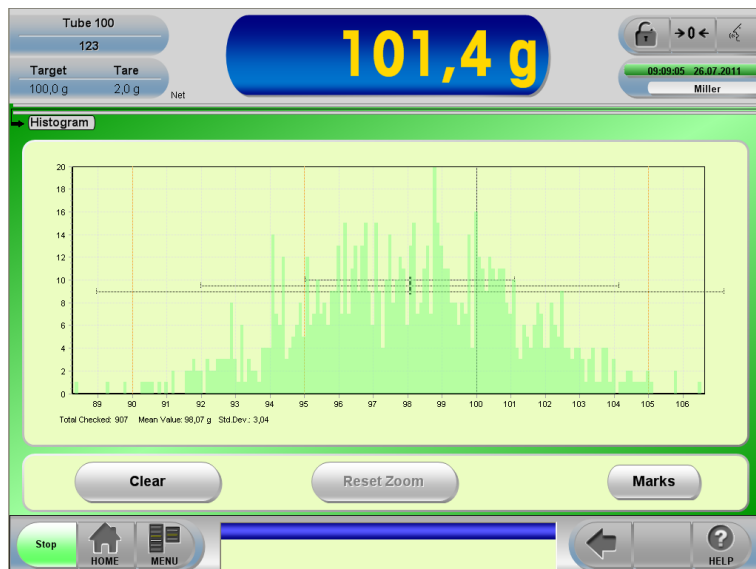 Tube 100
123
Target Tare
100,0 g 2,0 g
Net
101,4 g
→0←
09:09:05 26.07.2011
Miller
Histogram
20
18
16
14
12
10
8
6
4
2
0
89 90 91 92 93 94 95 96 97 98 99 100 101 102 103 104 105 106
Total Checked: 907 Mean Value: 98,07 g Std.Dev.: 3,04
Clear Reset Zoom Marks
Stop HOME MENU ? HELP